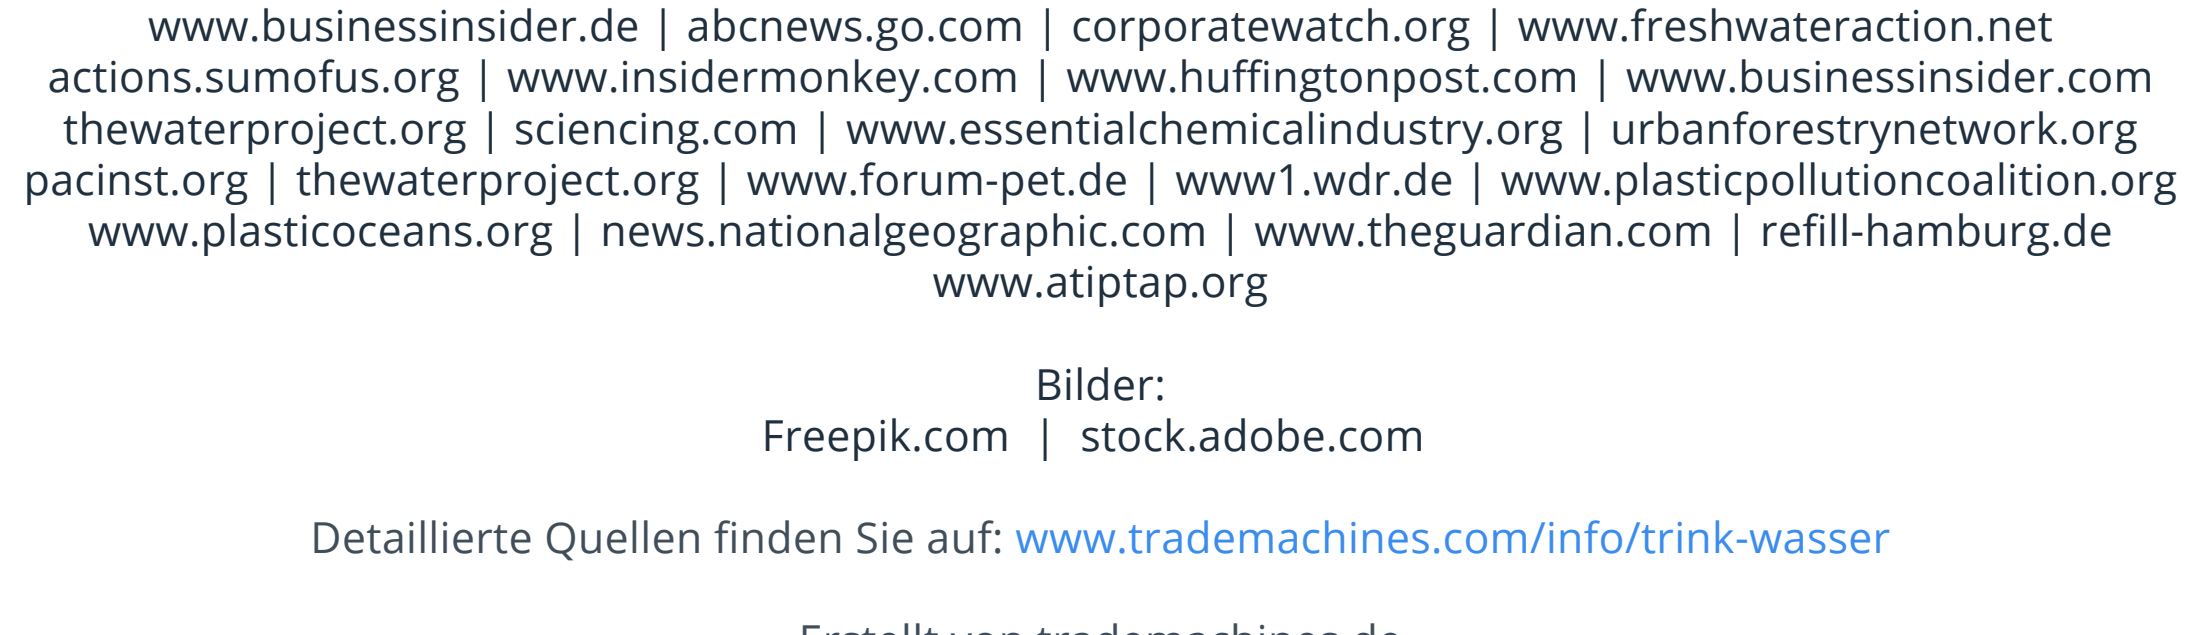 www.businessinsider.de | abcnews.go.com | corporatewatch.org | www.freshwateraction.net
actions.sumofus.org | www.insidermonkey.com | www.huffingtonpost.com | www.businessinsider.com
thewaterproject.org | sciencing.com | www.essentialchemicalindustry.org | urbanforestrynetwork.org
pacinst.org | thewaterproject.org | www.forum-pet.de | www1.wdr.de | www.plasticpollutioncoalition.org
www.plasticoceans.org | news.nationalgeographic.com | www.theguardian.com | refill-hamburg.de
www.atiptap.org
Bilder:
Freepik.com | stock.adobe.com
Detaillierte Quellen finden Sie auf: www.trademachines.com/info/trink-wasser
Erstellt von trademachines.de